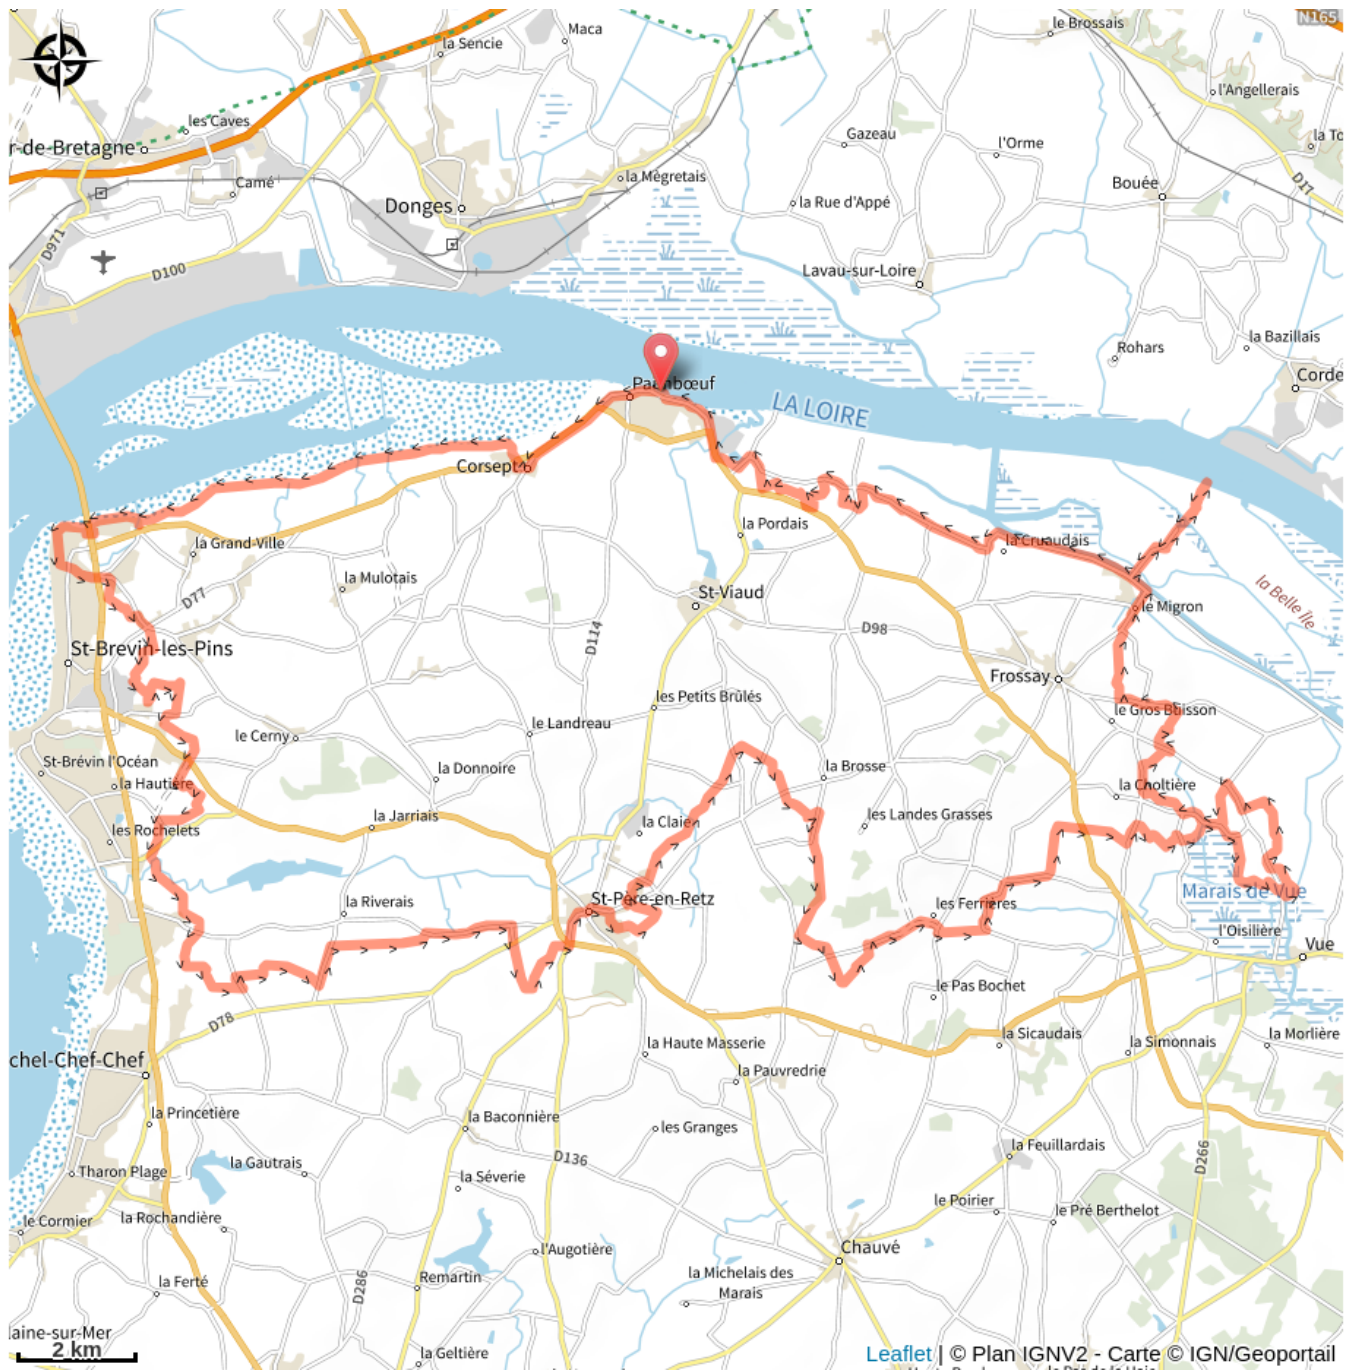 N165
le Brossais
Maca
la Sencie
l'Angellerais
les Caves
la To
Gazeau
l'Orme
r-de-Bretagne
la Mègretais
Camé
Bouée
D17
la Rue d'Appé
Donges
D971
D100
Lavau-sur-Loire
la Bazillais
Rohars
Corde
Paimbœuf
LA LOIRE
Corsept
la Pordais
la Cruaudais
la Grand-Ville
la Mulotais
la Belle Île
D77
St-Viaud
le Migron
D114
D98
St-Brevin-les-Pins
Frossay
les Petits Brûlés
le Gros Buisson
le Landreau
le Cerny
St-Brévin l'Océan
la Donnoire
la Brosse
la Hautière
la Choltière
la Jarriais
les Landes Grasses
la Claie
les Rochelets
Marais de Vue
St-Père-en-Retz
la Riverais
les Ferrières
l'Oisilière
Vue
le Pas Bochet
D78
la Sicaudais
la Morlière
la Haute Masserie
la Simonnais
chel-Chef-Chef
la Pauvredrie
la Princetière
la Baconnière
les Granges
la Feuillardais
D266
D136
la Gautrais
Tharon Plage
la Séverie
le Poirier
le Pré Berthelot
le Cormier
la Rochandière
Chauvé
l'Augotière
la Michelais des
Marais
Remartin
la Ferté
D286
laine-sur-Mer
2 km
la Geltière
Leaflet | © Plan IGNV2 - Carte © IGN/Geoportail